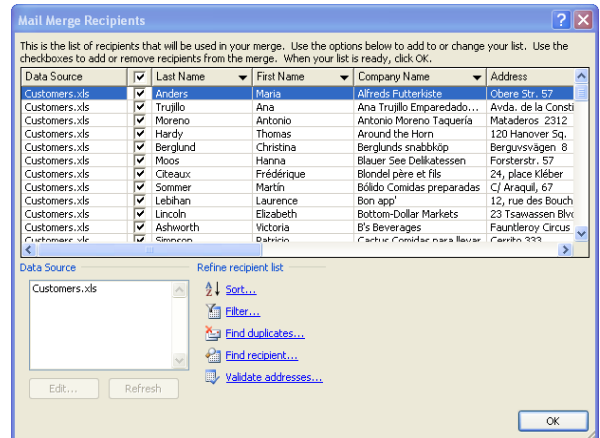 Mail Merge Recipients
This is the list of recipients that will be used in your merge. Use the options below to add to or change your list. Use the
checkboxes to add or remove recipients from the merge. When your list is ready, click OK.
Data Source Last Name First Name Company Name Address
Customers.xls Anders Maria Alfreds Futterkiste Obere Str. 57
Customers.xls Trujillo Ana Ana Trujillo Emparedado... Avda. de la Consti
Customers.xls Moreno Antonio Antonio Moreno Taquería Mataderos 2312
Customers.xls Hardy Thomas Around the Horn 120 Hanover Sq.
Customers.xls Berglund Christina Berglunds snabbköp Berguvsvägen 8
Customers.xls Moos Hanna Blauer See Delikatessen Forsterstr. 57
Customers.xls Citeaux Frédérique Blondel père et fils 24, place Kléber
Customers.xls Sommer Martín Bólido Comidas preparadas C/ Araquil, 67
Customers.xls Lebihan Laurence Bon app' 12, rue des Bouch
Customers.xls Lincoln Elizabeth Bottom-Dollar Markets 23 Tsawassen Blvd
Customers.xls Ashworth Victoria B's Beverages Fauntleroy Circus
Customers.xls Simpson Patricio Cactus Comidas para llevar Cerrito 333
Data Source Refine recipient list
Customers.xls
Sort...
Filter...
Find duplicates...
Find recipient...
Validate addresses...
Edit... Refresh
OK